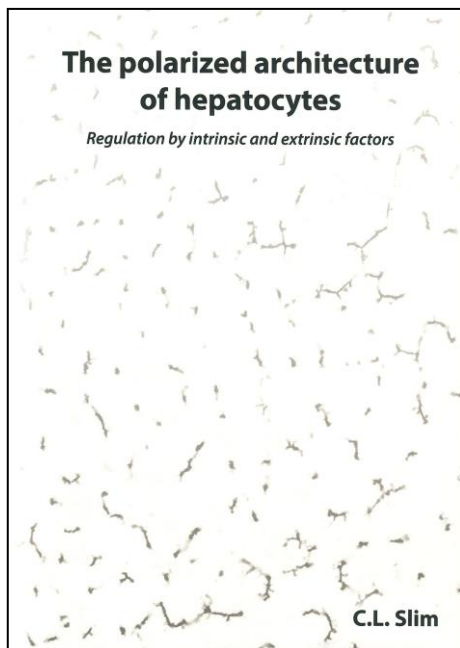 The polarized architecture
of hepatocytes
Regulation by intrinsic and extrinsic factors
C.L. Slim